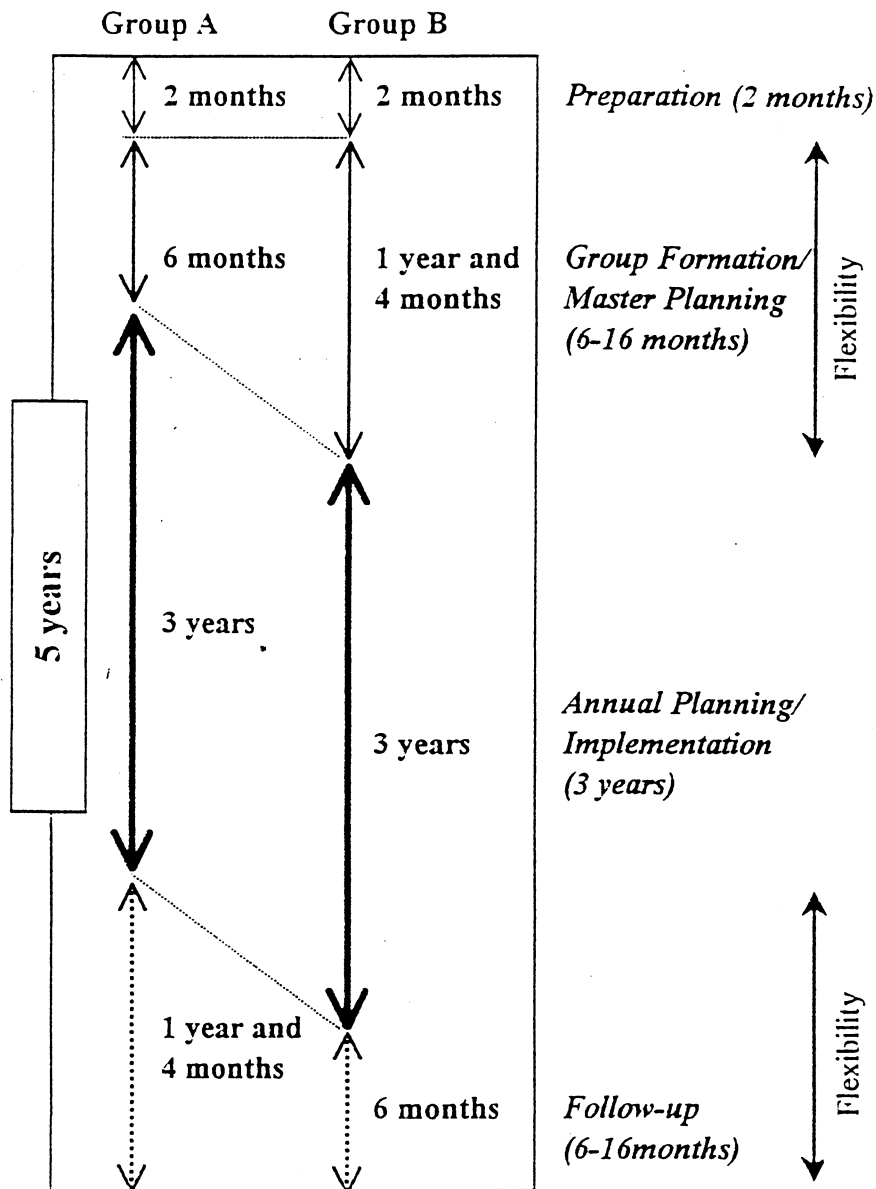 Group A
Group B
2 months
2 months
Preparation (2 months)
6 months
1 year and
4 months
Group Formation/
Master Planning
(6-16 months)
Flexibility
5 years
3 years
3 years
Annual Planning/
Implementation
(3 years)
1 year and
4 months
6 months
Follow-up
(6-16months)
Flexibility